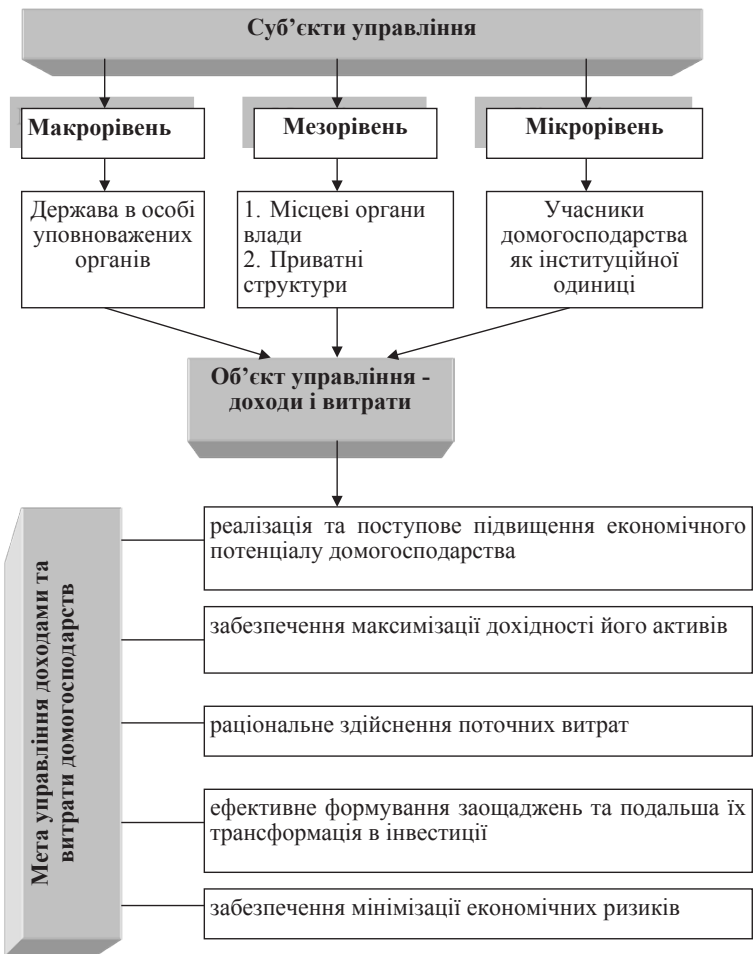 Суб’єкти управління
Макрорівень
Мезорівень
Мікрорівень
Держава в особі
уповноважених
органів
1. Місцеві органи
влади
2. Приватні
структури
Учасники
домогосподарства
як інституційної
одиниці
Об’єкт управління -
доходи і витрати
Мета управління доходами та
витрати домогосподарств
реалізація та поступове підвищення економічного
потенціалу домогосподарства
забезпечення максимізації дохідності його активів
раціональне здійснення поточних витрат
ефективне формування заощаджень та подальша їх
трансформація в інвестиції
забезпечення мінімізації економічних ризиків